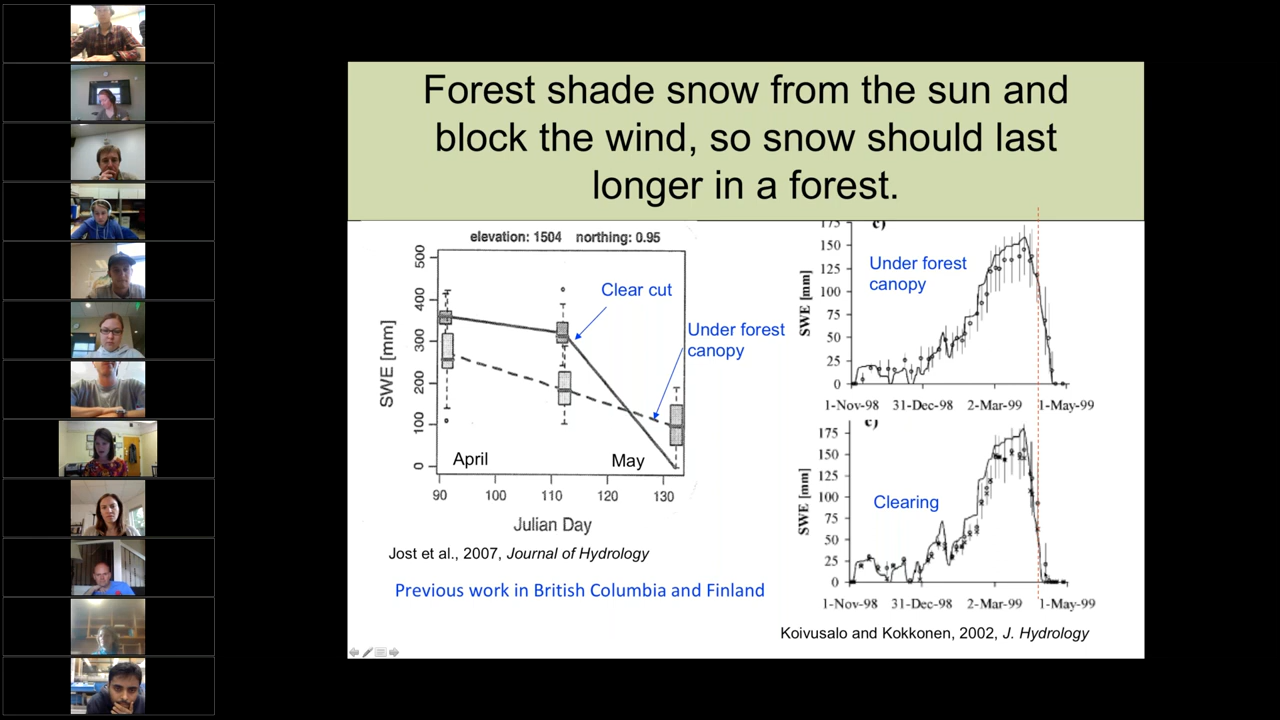 Forest shade snow from the sun and
block the wind, so snow should last
longer in a forest.
elevation: 1504 northing: 0.95
500
400
300
200
100
0
SWE [mm]
Clear cut
Under forest
canopy
April
May
90
100
110
120
130
Julian Day
Jost et al., 2007, Journal of Hydrology
Previous work in British Columbia and Finland
c)
175
150
125
100
75
50
25
0
SWE [mm]
Under forest
canopy
1-Nov-98 31-Dec-98 2-Mar-99 1-May-99
175
150
125
100
75
50
25
0
SWE [mm]
Clearing
1-Nov-98 31-Dec-98 2-Mar-99 1-May-99
Koivusalo and Kokkonen, 2002, J. Hydrology